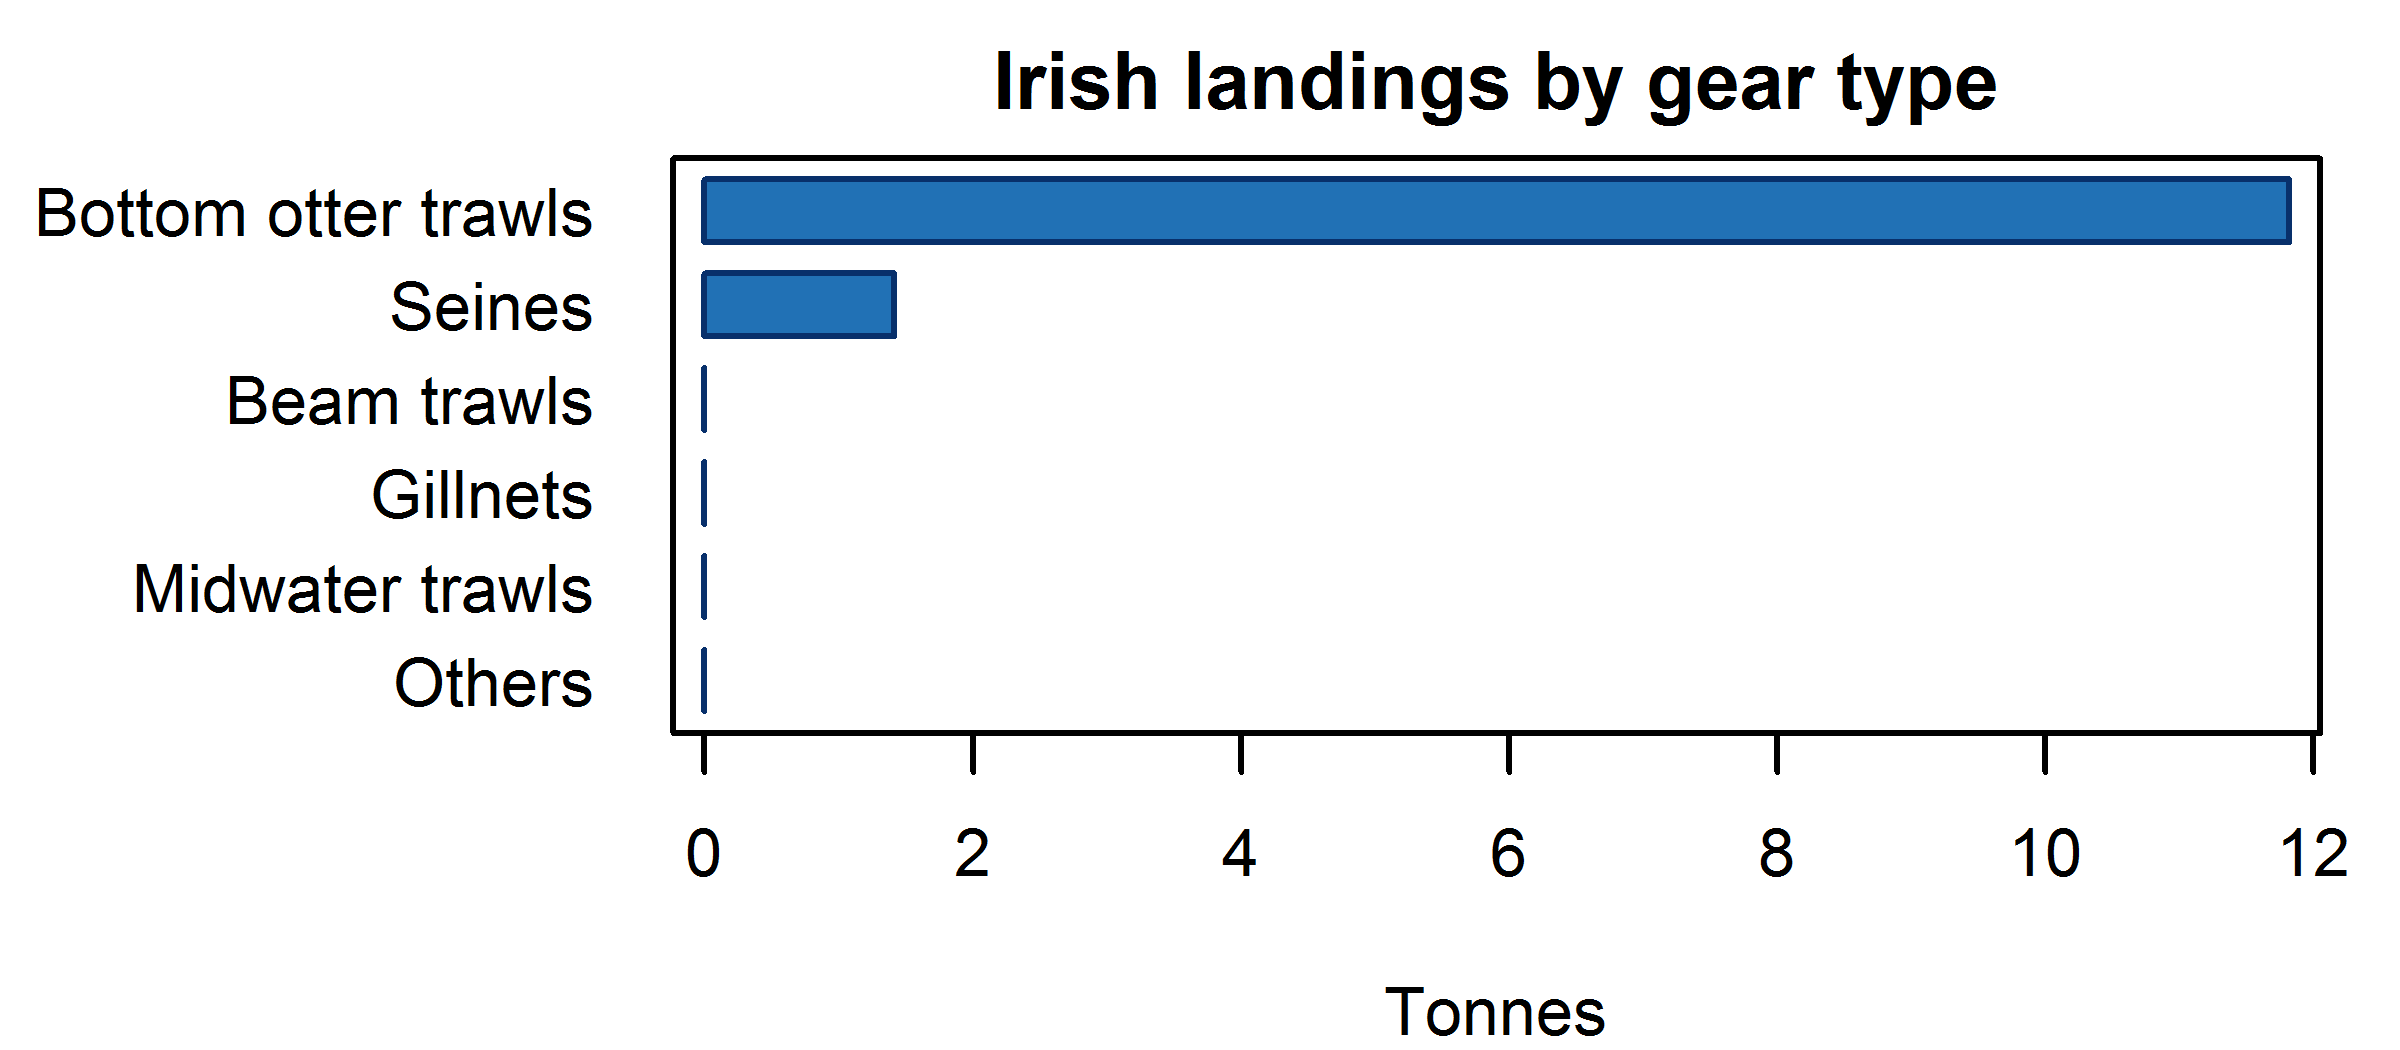 Irish landings by gear type
Bottom otter trawls
Seines
Beam trawls
Gillnets
Midwater trawls
Others
0 2 4 6 8 10 12
Tonnes